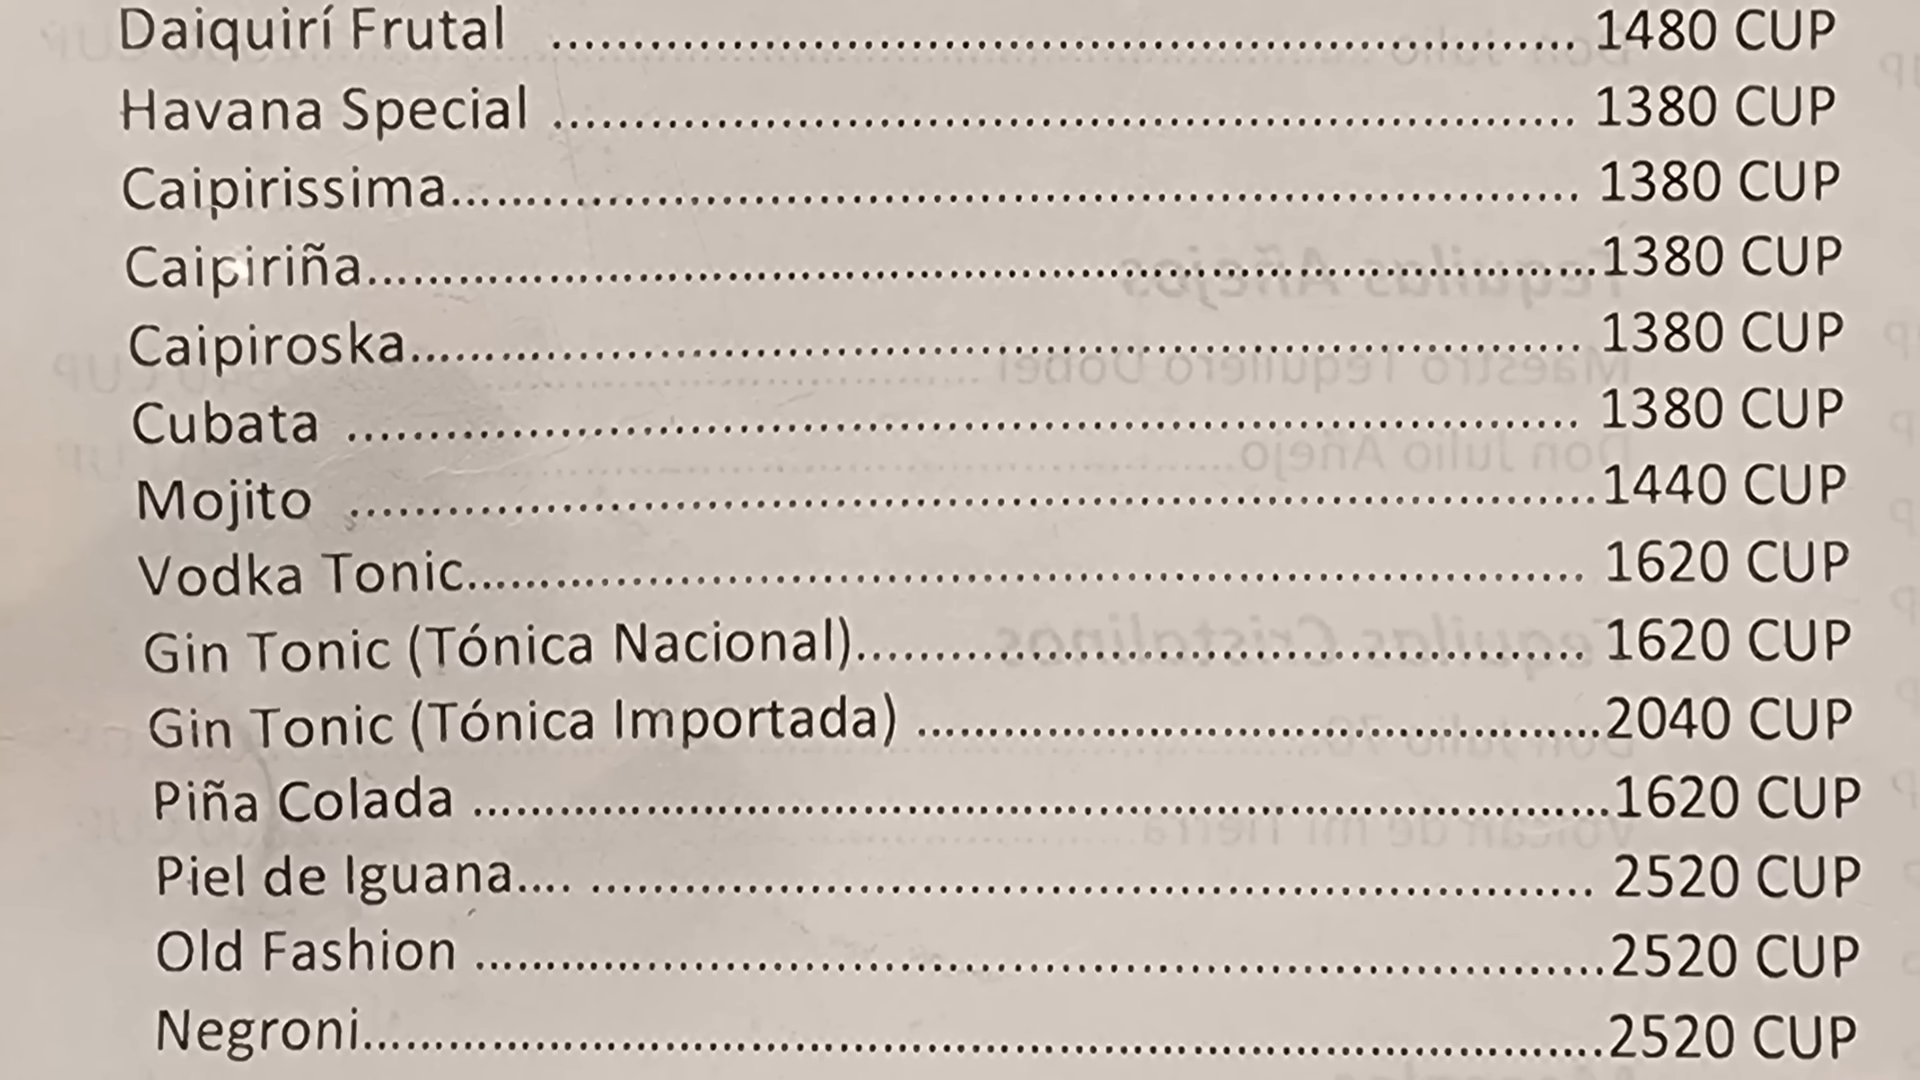 Daiquirí Frutal ........................ 1480 CUP
Havana Special ........................ 1380 CUP
Caipirissima........................ 1380 CUP
Caipiriña........................1380 CUP
Caipiroska........................ 1380 CUP
Cubata ........................ 1380 CUP
Mojito ........................1440 CUP
Vodka Tonic........................ 1620 CUP
Gin Tonic (Tónica Nacional)........................ 1620 CUP
Gin Tonic (Tónica Importada) ........................2040 CUP
Piña Colada ........................1620 CUP
Piel de Iguana.... ........................ 2520 CUP
Old Fashion ........................2520 CUP
Negroni........................2520 CUP